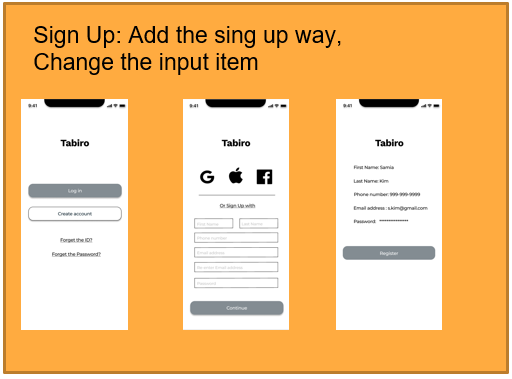 Sign Up: Add the sing up way,
Change the input item
9:41
Tabiro
Log in
Create account
Forget the ID?
Forget the Password?
9:41
Tabiro
G
Or Sign Up with
First Name
Last Name
Phone number
Email address
Re-enter Email address
Password
Continue
9:41
Tabiro
First Name: Samia
Last Name: Kim
Phone number: 999-999-9999
Email address : s.kim@gmail.com
Password: ***************
Register